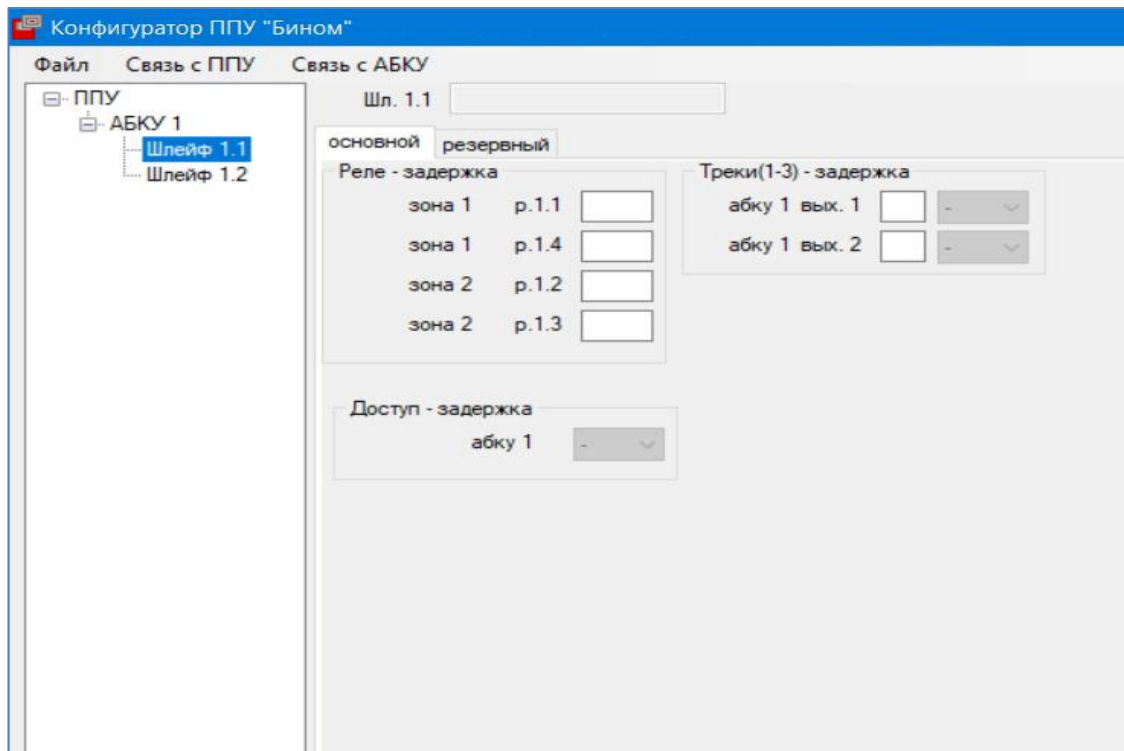 Конфигуратор ППУ "Бином"
Файл Связь с ППУ Связь с АБКУ
ППУ
АБКУ 1
Шлейф 1.1
Шлейф 1.2
Шл. 1.1
основной резервный
Реле - задержка
зона 1 р.1.1
зона 1 р.1.4
зона 2 р.1.2
зона 2 р.1.3
Треки(1-3) - задержка
абку 1 вых. 1 -
абку 1 вых. 2 -
Доступ - задержка
абку 1 -